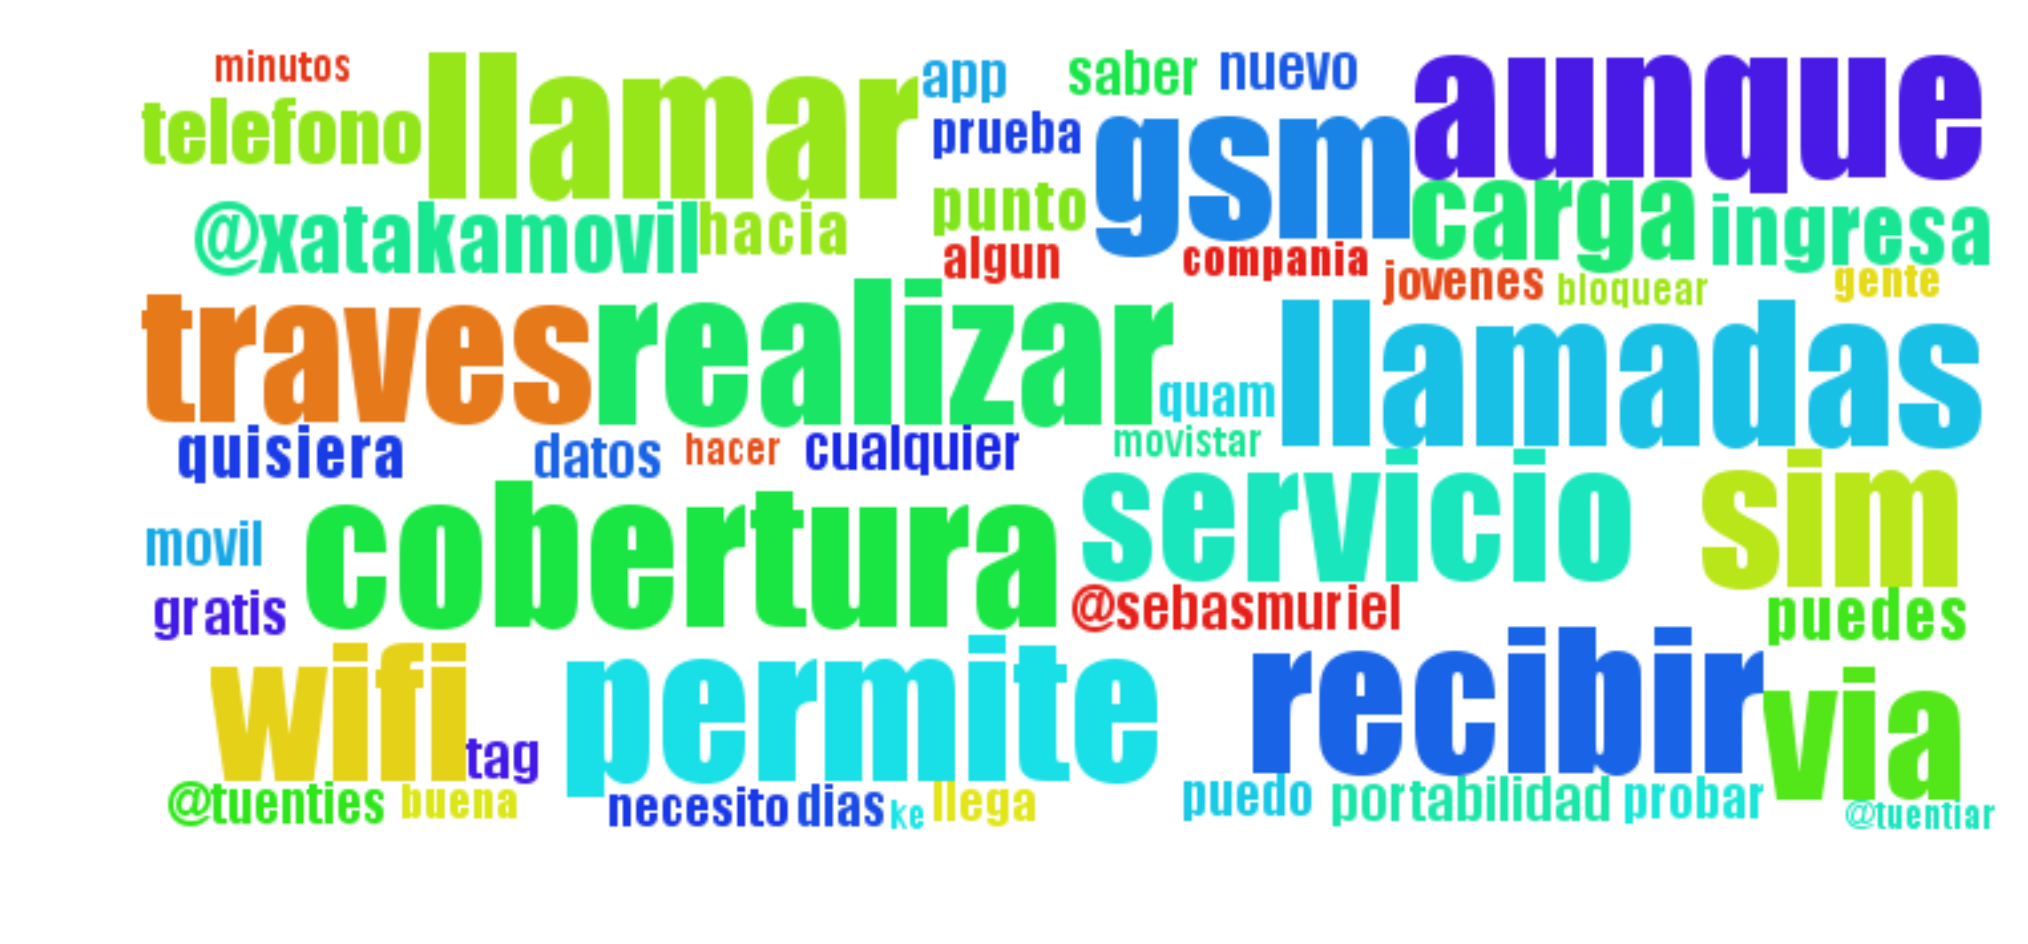 minutos llamar app saber nuevo aunque
telefono prueba gsm
@xatakamovil hacia punto carga ingresa
algun compania jovenes bloquear gente
traves realizar quam llamadas
quisiera datos hacer cualquier movistar
movil cobertura servicio sim
gratis @sebasmuriel puedes
wifi tag permite recibir via
@tuenties buena necesito dias ke llega puedo portabilidad probar @tuentiar